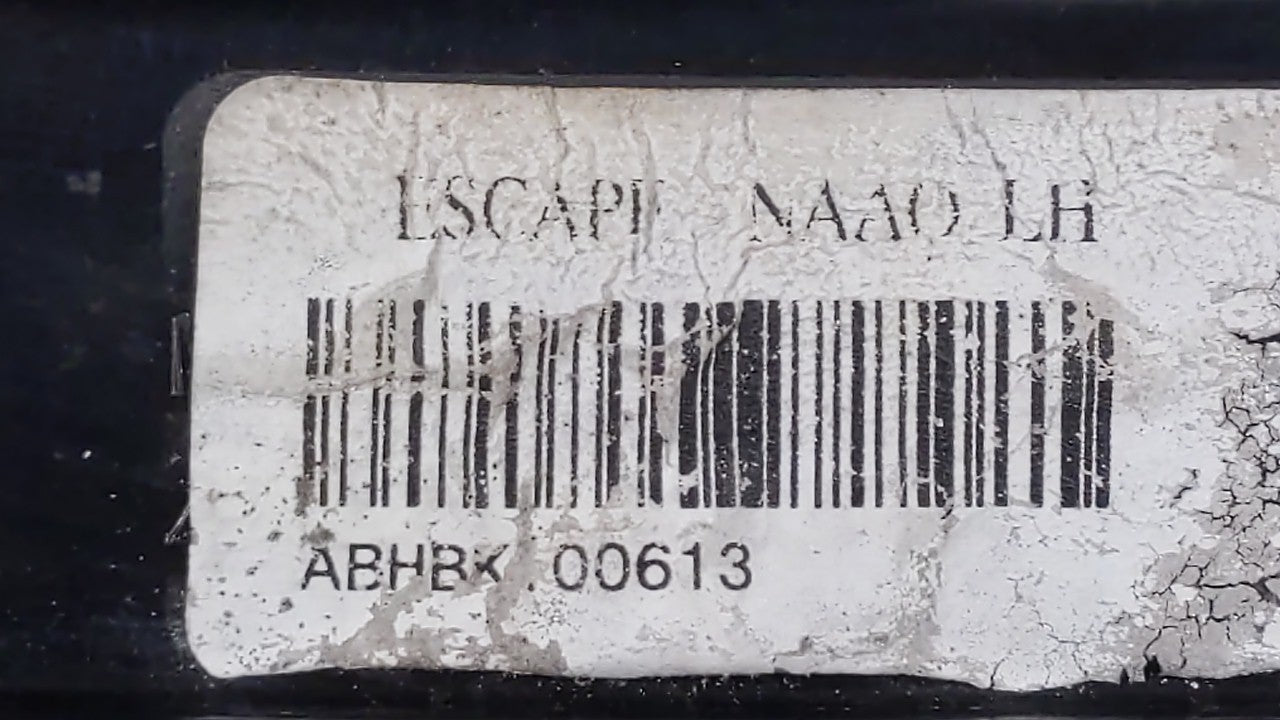 ESCAPE NAAO LH
ABHBK 00613